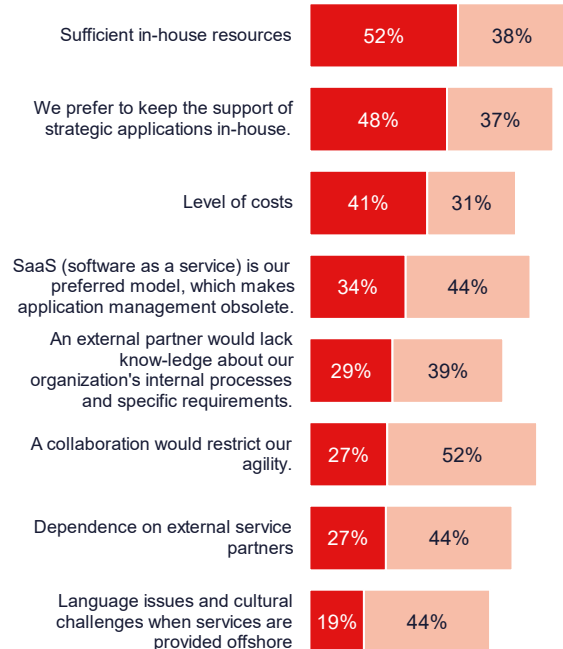 Sufficient in-house resources
52%
38%
We prefer to keep the support of
strategic applications in-house.
48%
37%
Level of costs
41%
31%
SaaS (software as a service) is our
preferred model, which makes
application management obsolete.
34%
44%
An external partner would lack
know-ledge about our
organization's internal processes
and specific requirements.
29%
39%
A collaboration would restrict our
agility.
27%
52%
Dependence on external service
partners
27%
44%
Language issues and cultural
challenges when services are
provided offshore
19%
44%